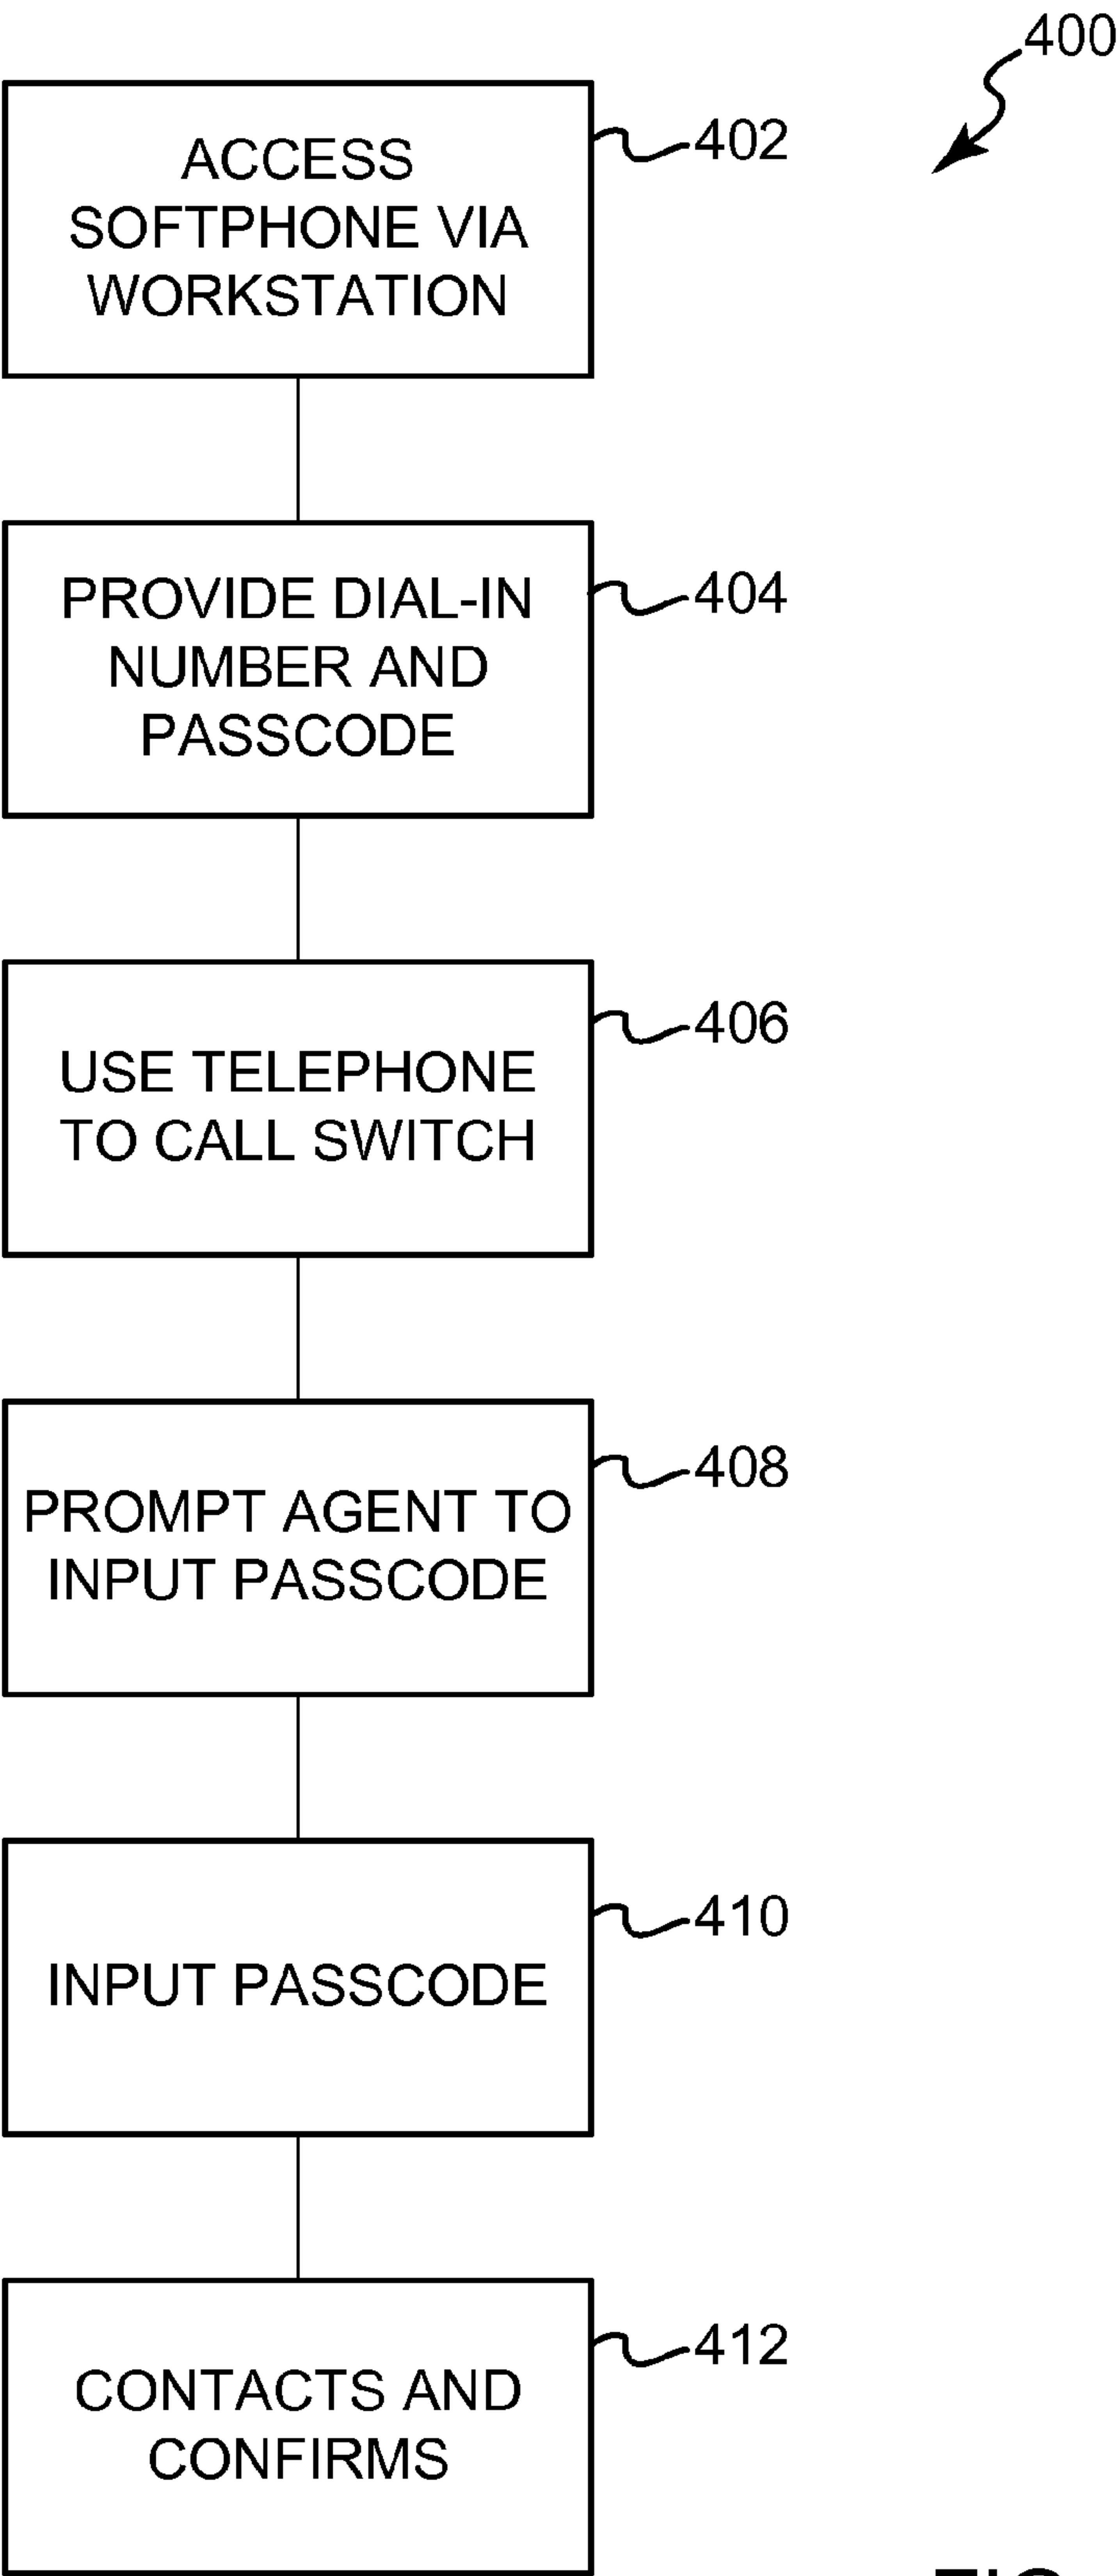 400
ACCESS
SOFTPHONE VIA
WORKSTATION
402
PROVIDE DIAL-IN
NUMBER AND
PASSCODE
404
USE TELEPHONE
TO CALL SWITCH
406
PROMPT AGENT TO
INPUT PASSCODE
408
INPUT PASSCODE
410
CONTACTS AND
CONFIRMS
412